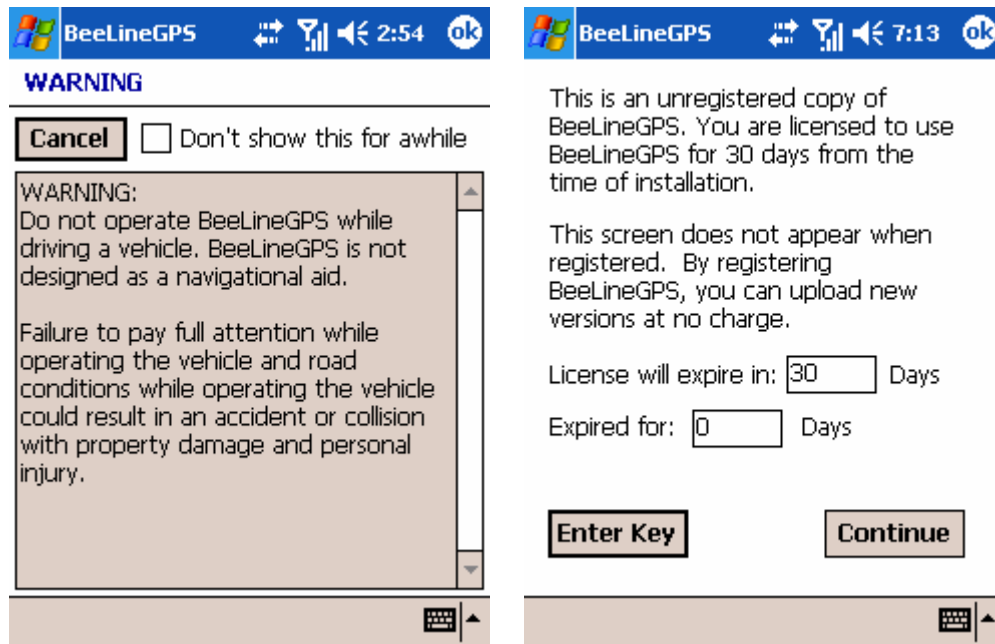 BeeLineGPS 2:54 ok
WARNING
Cancel Don't show this for awhile
WARNING:
Do not operate BeeLineGPS while
driving a vehicle. BeeLineGPS is not
designed as a navigational aid.
Failure to pay full attention while
operating the vehicle and road
conditions while operating the vehicle
could result in an accident or collision
with property damage and personal
injury.
BeeLineGPS 7:13 ok
This is an unregistered copy of
BeeLineGPS. You are licensed to use
BeeLineGPS for 30 days from the
time of installation.
This screen does not appear when
registered. By registering
BeeLineGPS, you can upload new
versions at no charge.
License will expire in: 30 Days
Expired for: 0 Days
Enter Key Continue